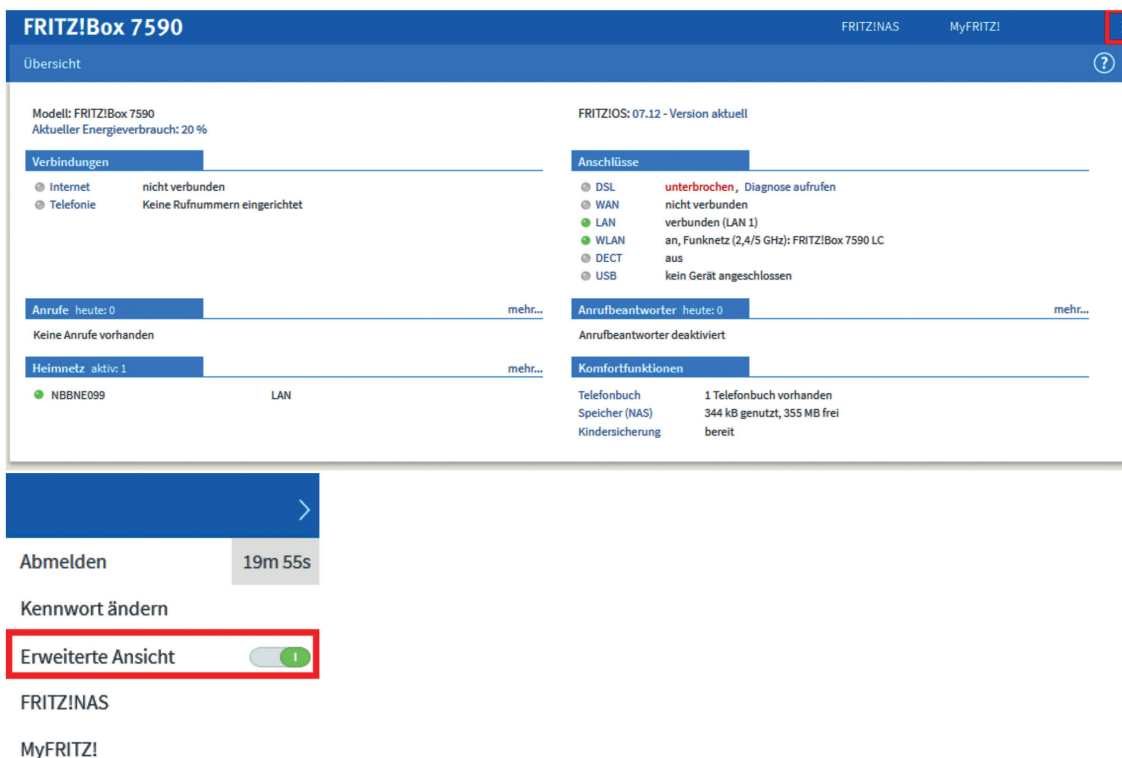 FRITZ!Box 7590
FRITZ!NAS MyFRITZ!
Übersicht
?
Modell: FRITZ!Box 7590
Aktueller Energieverbrauch: 20 %
FRITZ!OS: 07.12 - Version aktuell
Verbindungen
Internet nicht verbunden
Telefonie Keine Rufnummern eingerichtet
Anschlüsse
DSL unterbrochen, Diagnose aufrufen
WAN nicht verbunden
LAN verbunden (LAN 1)
WLAN an, Funknetz (2,4/5 GHz): FRITZ!Box 7590 LC
DECT aus
USB kein Gerät angeschlossen
Anrufe heute: 0 mehr...
Keine Anrufe vorhanden
Anrufbeantworter heute: 0 mehr...
Anrufbeantworter deaktiviert
Heimnetz aktiv: 1 mehr...
NBBNE099 LAN
Komfortfunktionen
Telefonbuch 1 Telefonbuch vorhanden
Speicher (NAS) 344 kB genutzt, 355 MB frei
Kindersicherung bereit
Abmelden 19m 55s
Kennwort ändern
Erweiterte Ansicht
FRITZ!NAS
MyFRITZ!